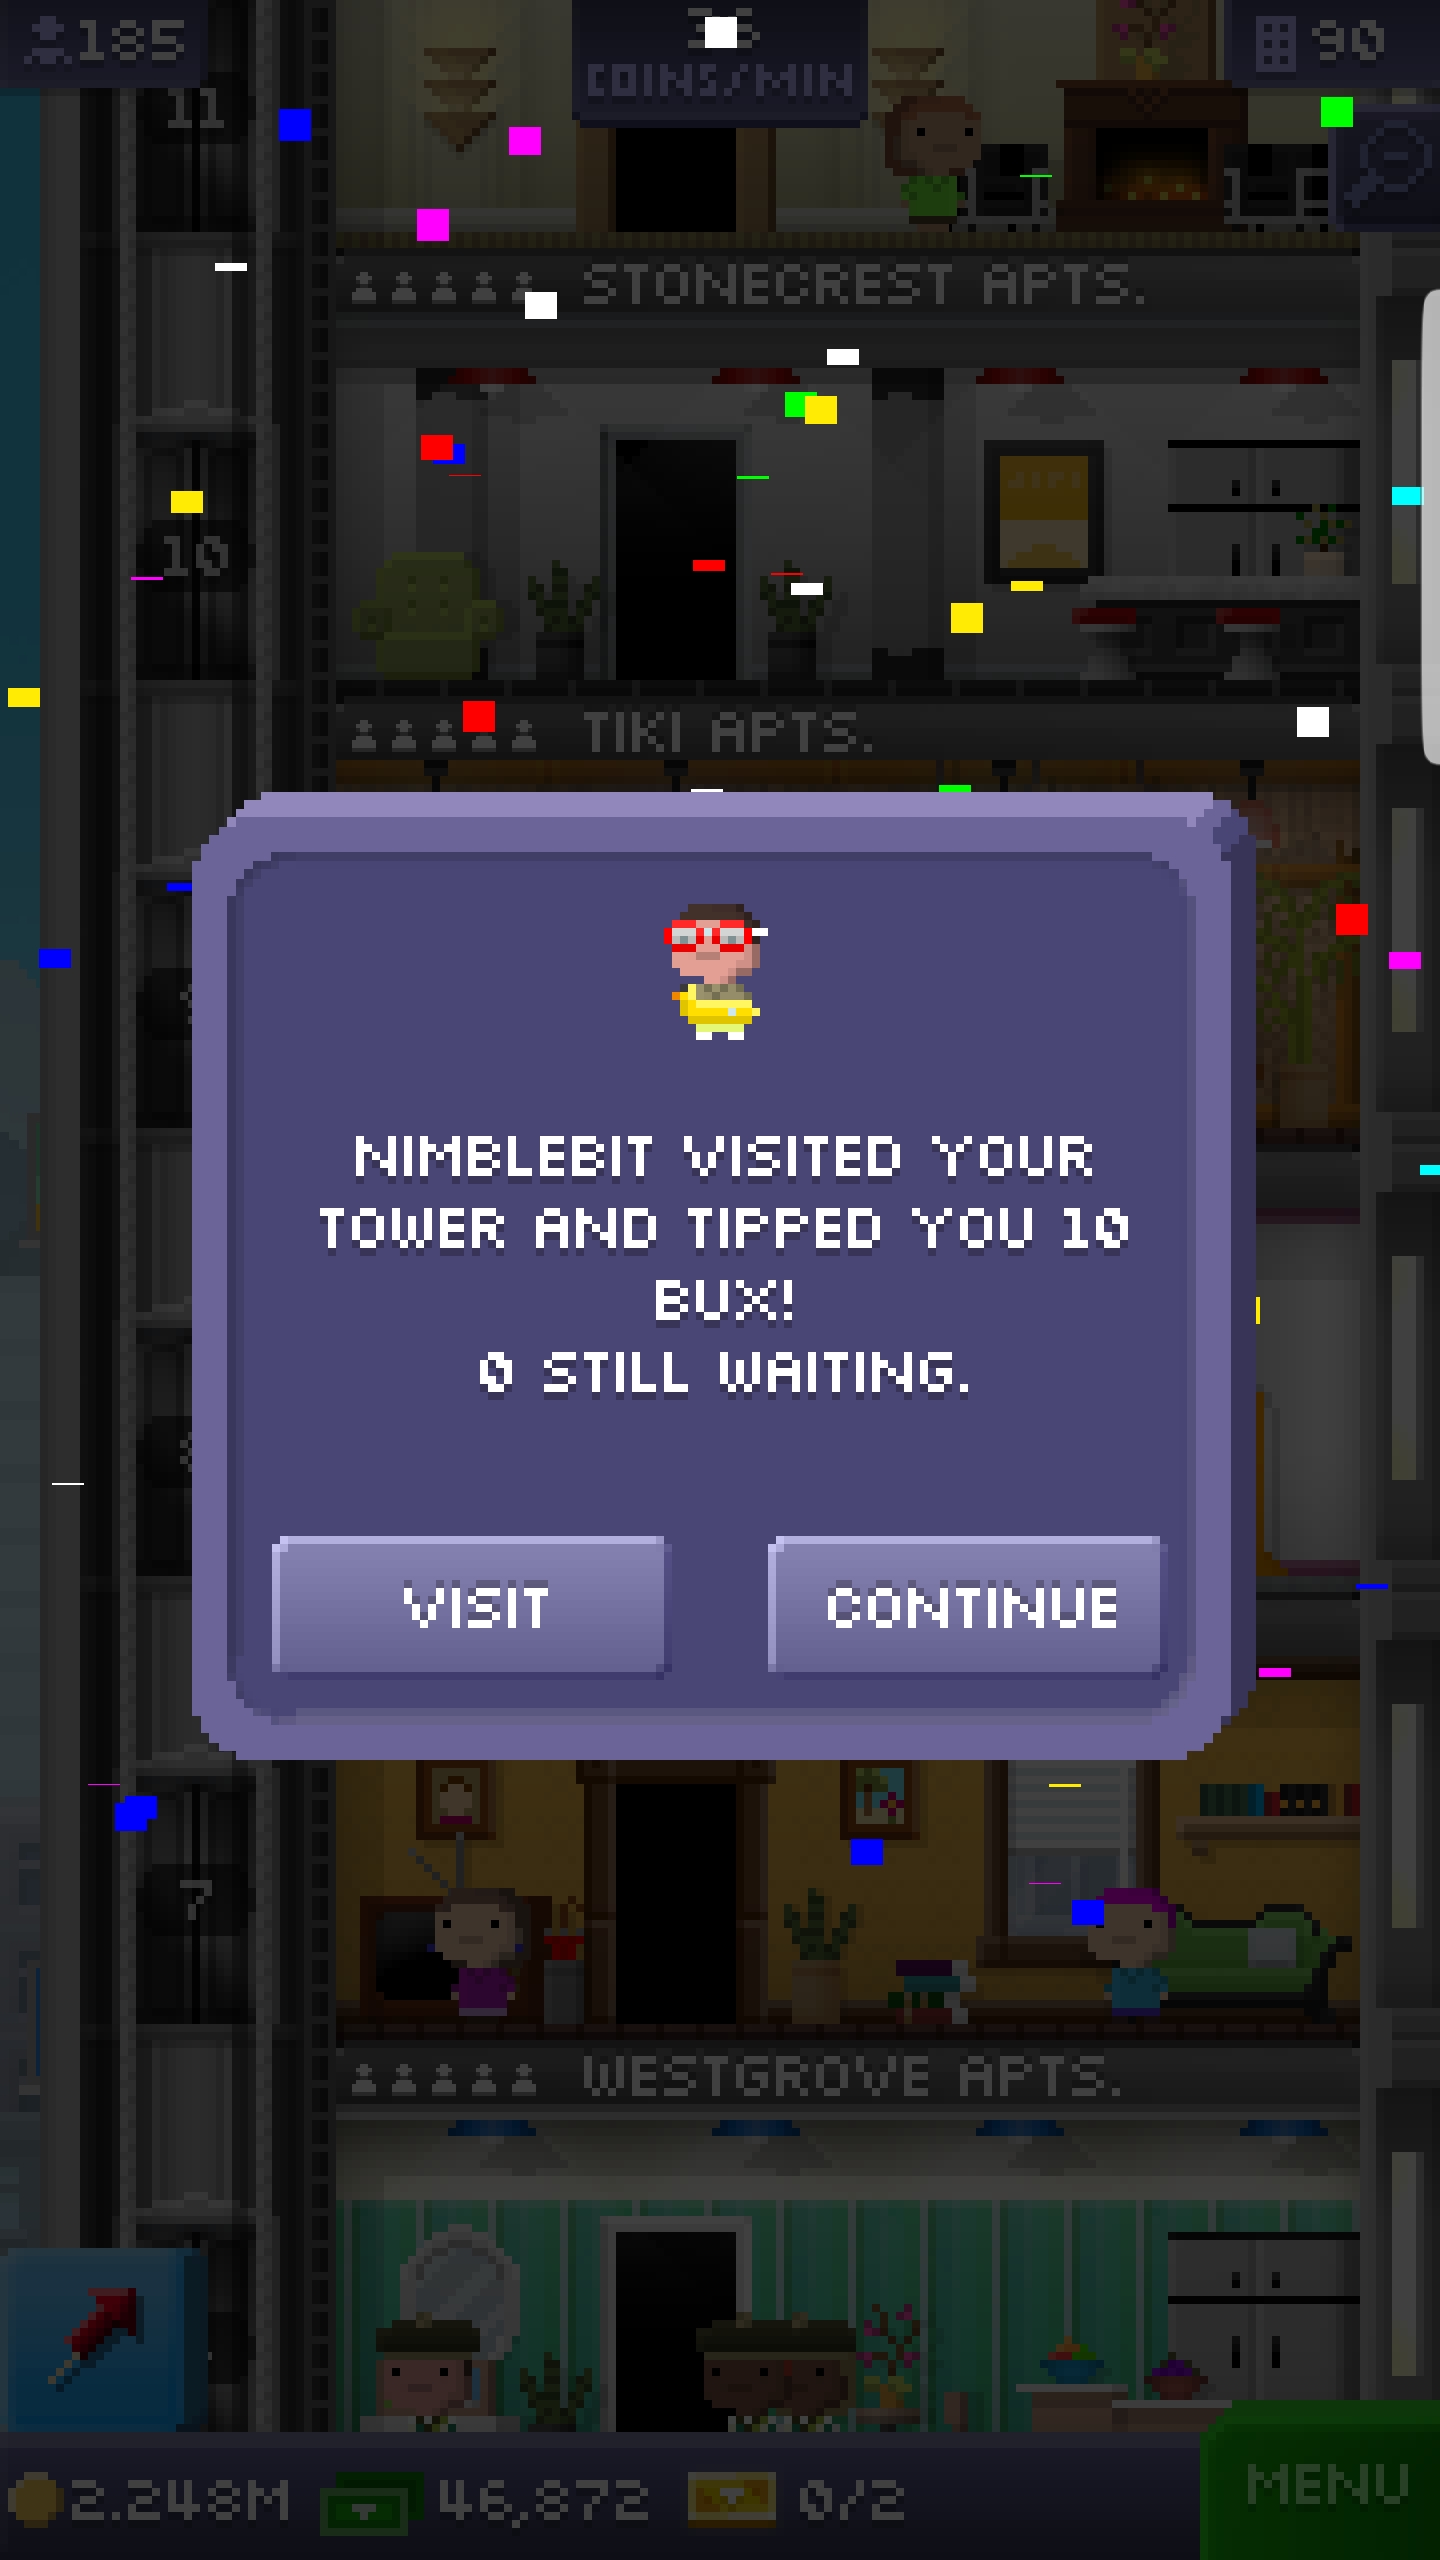 185
COINS/MIN
90
11
STONECREST APTS.
10
TIKI APTS.
NIMBLEBIT VISITED YOUR
TOWER AND TIPPED YOU 10
BUX!
0 STILL WAITING.
VISIT
CONTINUE
7
WESTGROVE APTS.
2.248M
46,872
0/2
MENU